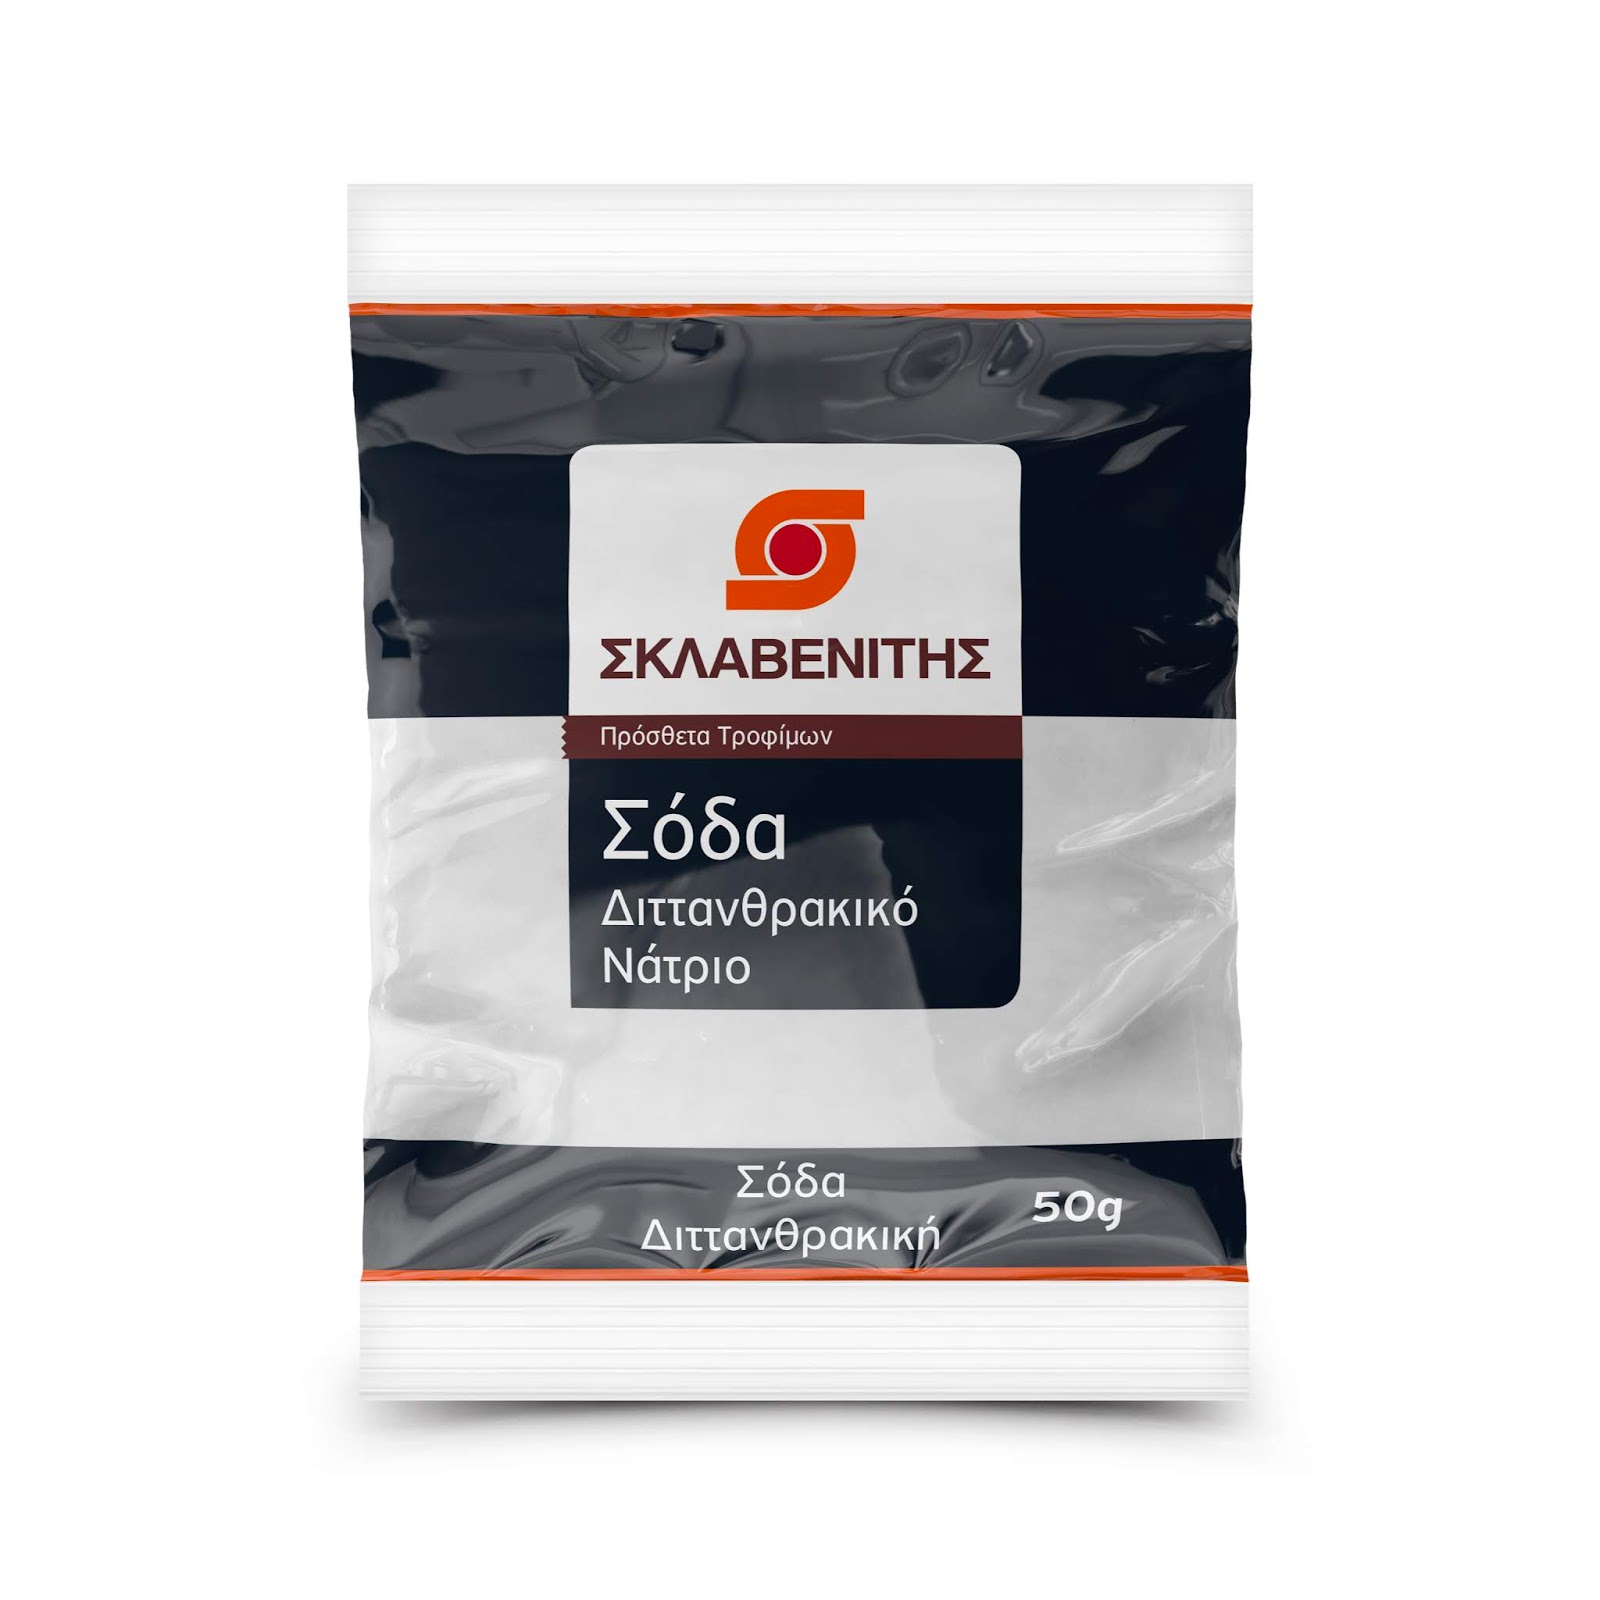 ΣΚΛΑΒΕΝΙΤΗΣ
Πρόσθετα Τροφίμων
Σόδα
Διττανθρακικό
Νάτριο
Σόδα
Διττανθρακική
50g